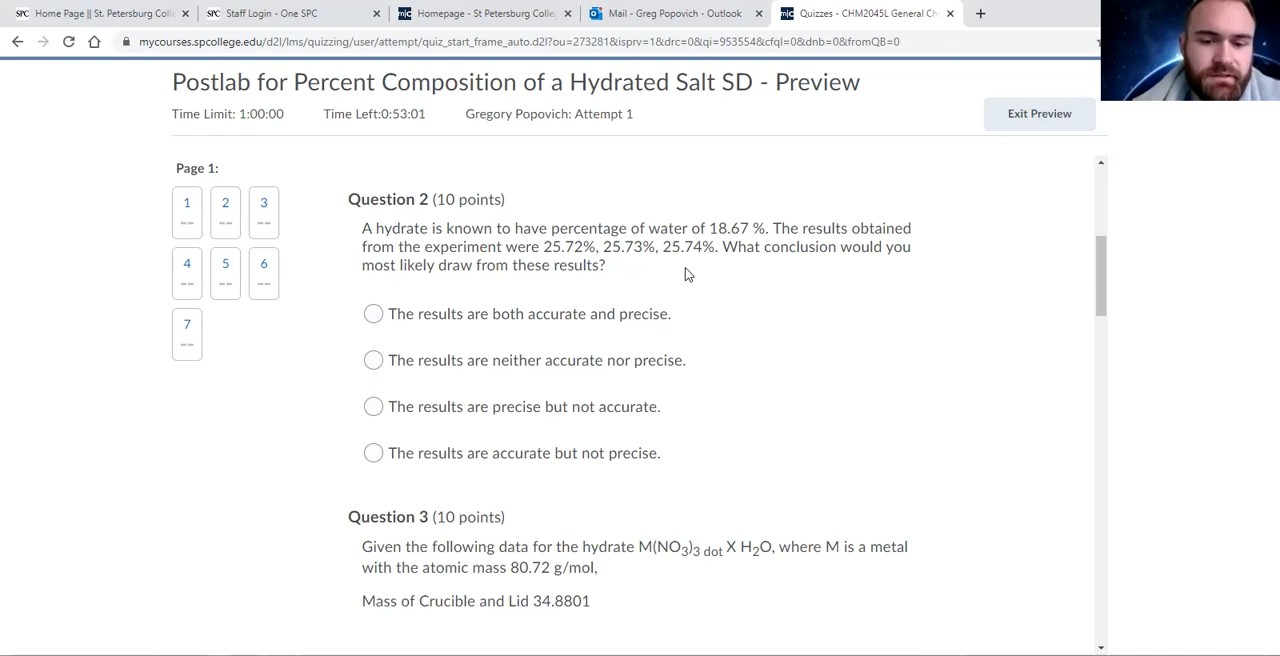 Home Page || St. Petersburg Colle
Staff Login - One SPC
Homepage - St Petersburg Colle
Mail - Greg Popovich - Outlook
Quizzes - CHM2045L General Ch
mycourses.spcollege.edu/d2l/lms/quizzing/user/attempt/quiz_start_frame_auto.d2l?ou=273281&isprv=1&drc=0&qi=953554&cfql=0&dnb=0&fromQB=0
Postlab for Percent Composition of a Hydrated Salt SD - Preview
Time Limit: 1:00:00 Time Left:0:53:01 Gregory Popovich: Attempt 1
Exit Preview
Page 1:
1 2 3
-- -- --
4 5 6
-- -- --
7
--
Question 2 (10 points)
A hydrate is known to have percentage of water of 18.67 %. The results obtained
from the experiment were 25.72%, 25.73%, 25.74%. What conclusion would you
most likely draw from these results?
The results are both accurate and precise.
The results are neither accurate nor precise.
The results are precise but not accurate.
The results are accurate but not precise.
Question 3 (10 points)
Given the following data for the hydrate M(NO3)3 dot X H2O, where M is a metal
with the atomic mass 80.72 g/mol,
Mass of Crucible and Lid 34.8801